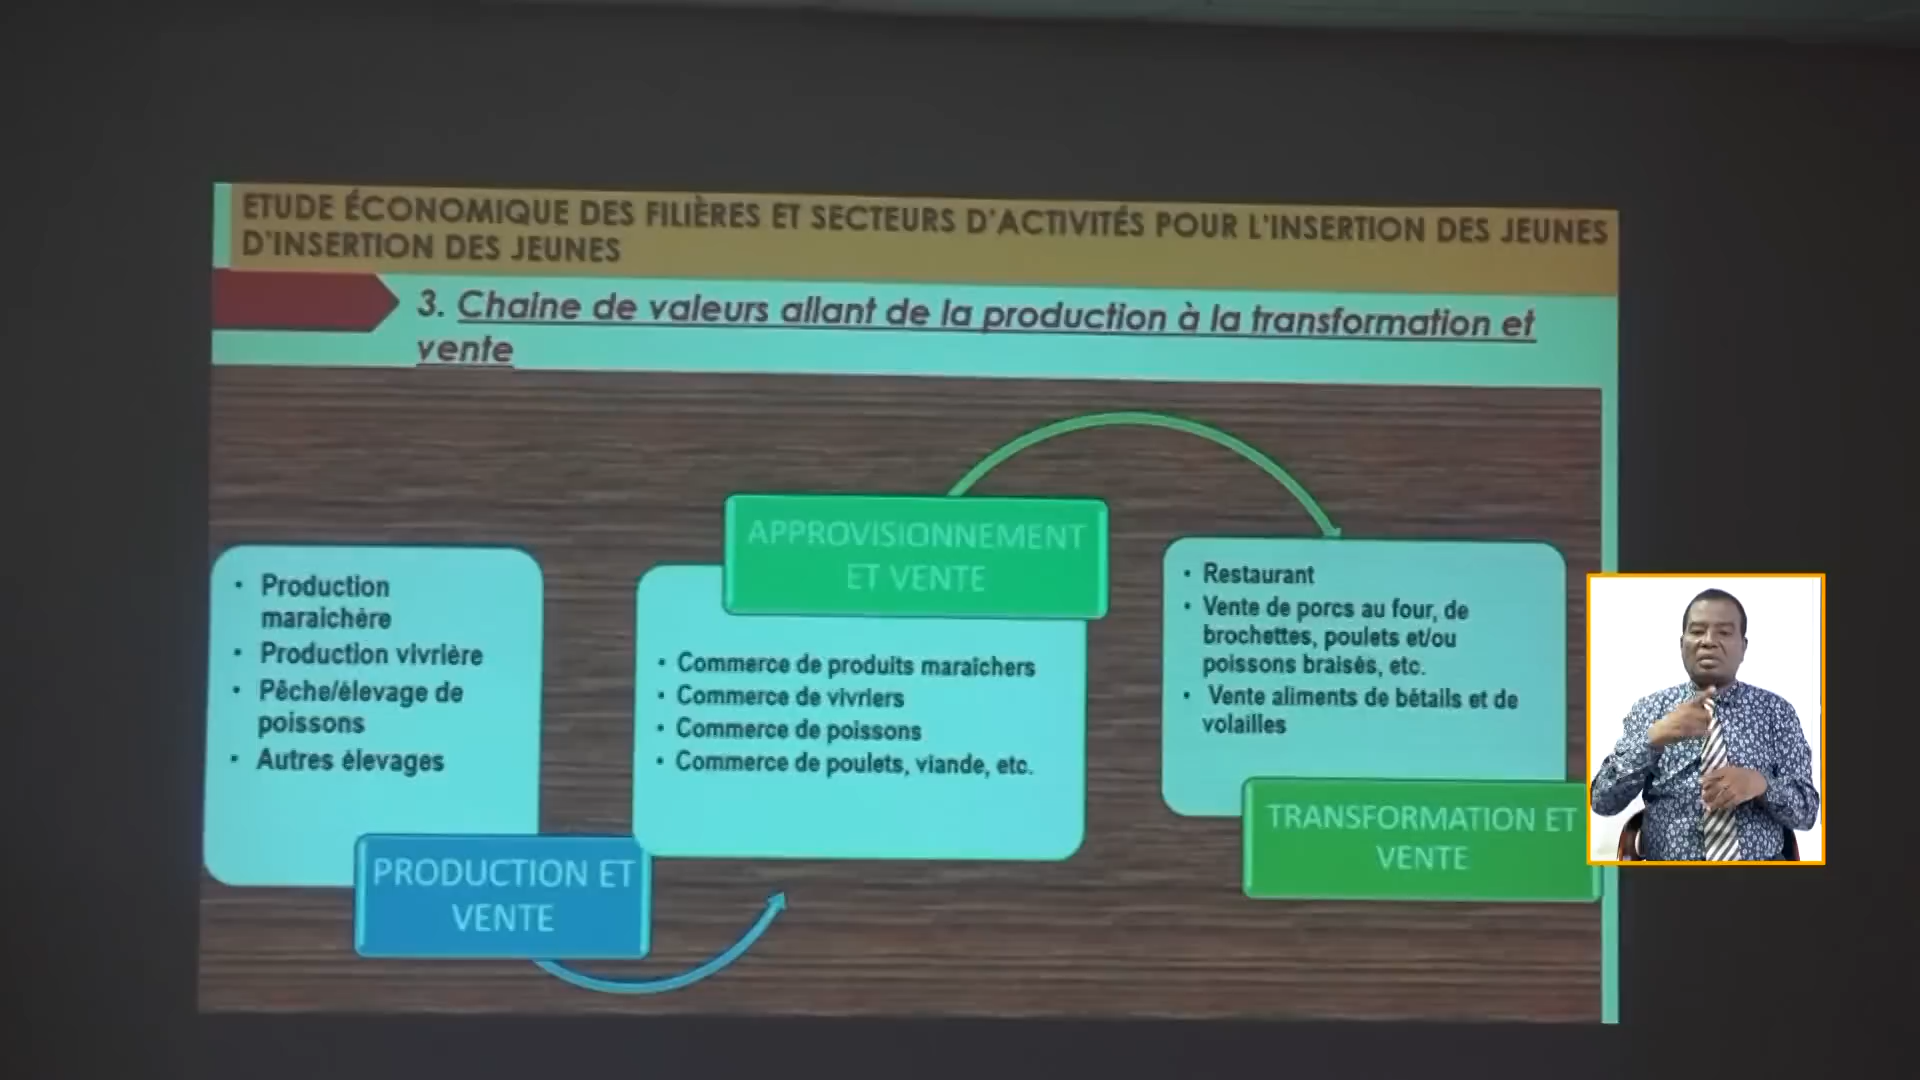 ETUDE ÉCONOMIQUE DES FILIÈRES ET SECTEURS D'ACTIVITÉS POUR L'INSERTION DES JEUNES
D'INSERTION DES JEUNES
3. Chaine de valeurs allant de la production à la transformation et
vente
• Production
maraichère
• Production vivrière
• Pêche/élevage de
poissons
• Autres élevages
PRODUCTION ET
VENTE
APPROVISIONNEMENT
ET VENTE
• Commerce de produits maraichers
• Commerce de vivriers
• Commerce de poissons
• Commerce de poulets, viande, etc.
• Restaurant
• Vente de porcs au four, de
brochettes, poulets et/ou
poissons braisés, etc.
• Vente aliments de bétails et de
volailles
TRANSFORMATION ET
VENTE